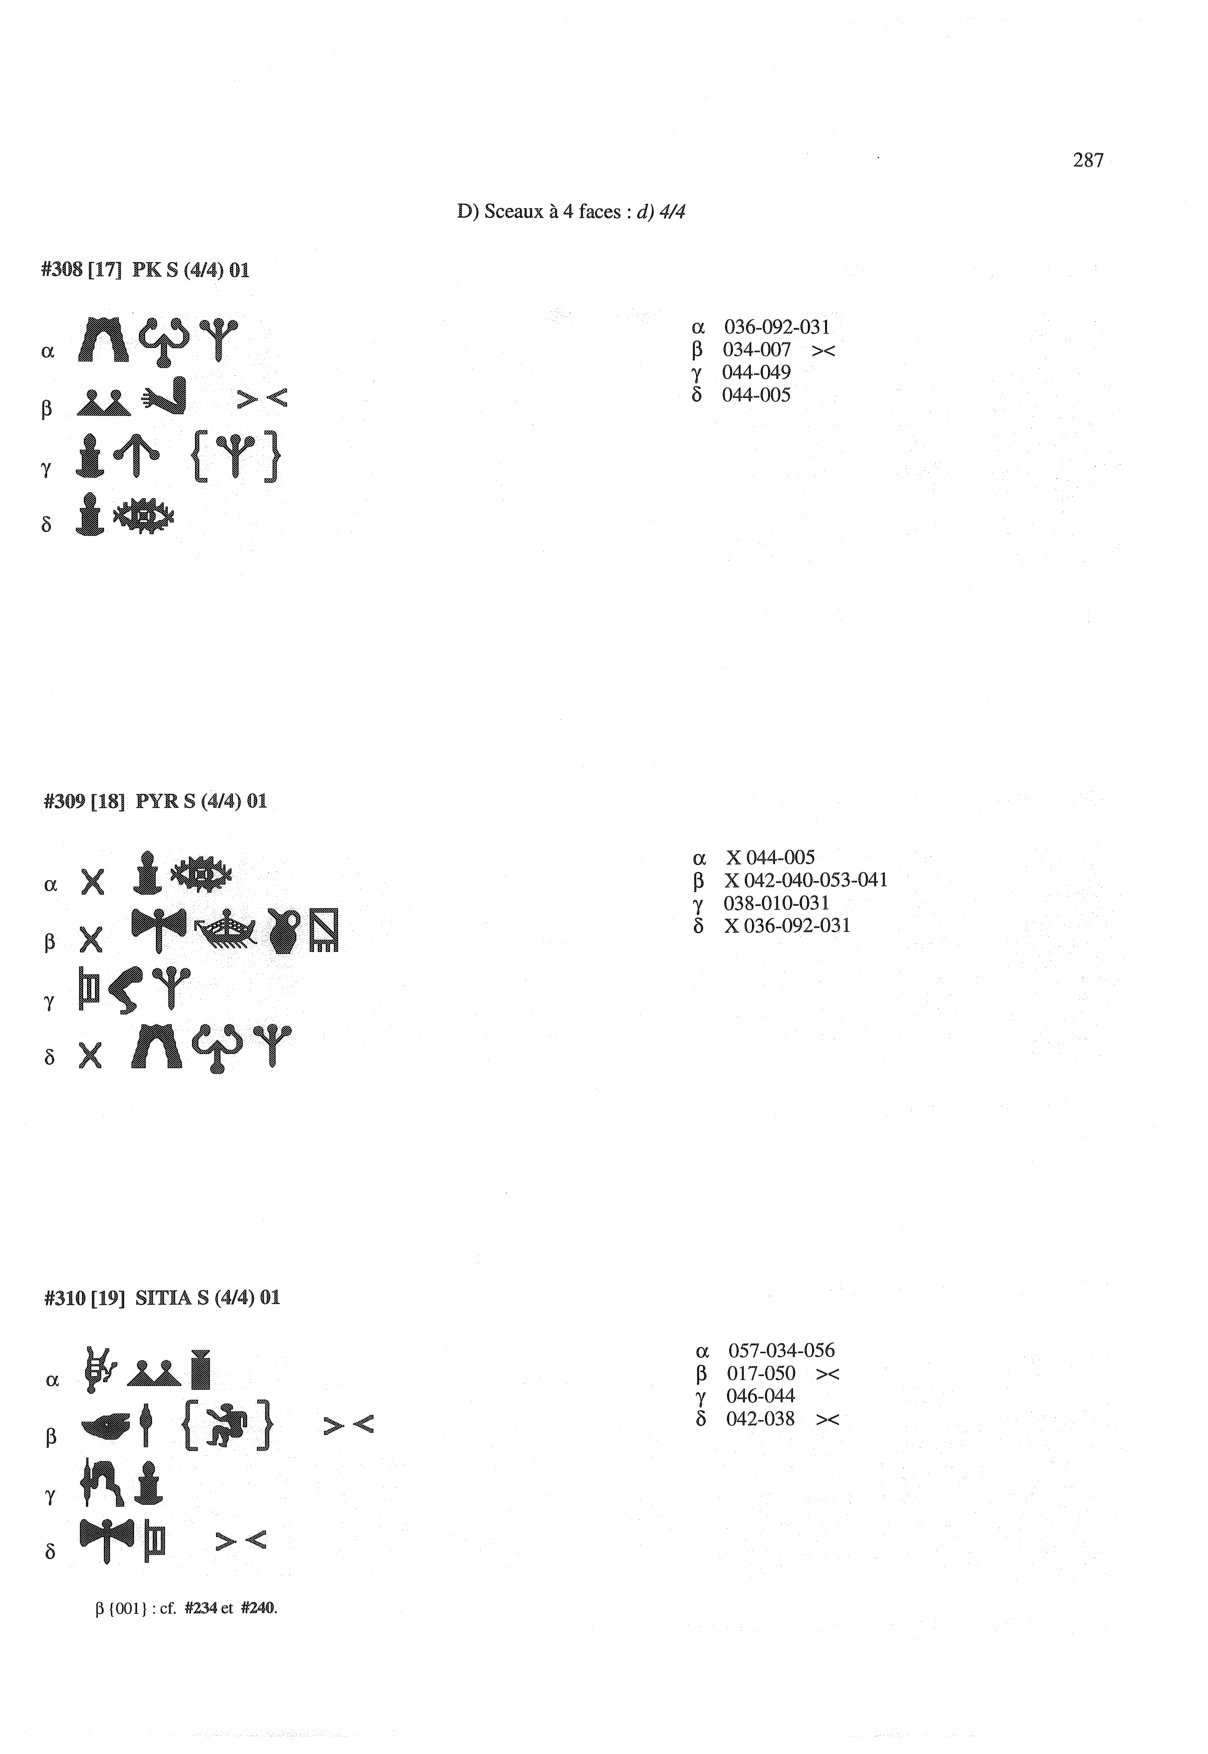 287
D) Sceaux à 4 faces : d) 4/4
#308 [17] PK S (4/4) 01
α 036-092-031
β 034-007 ><
γ 044-049
δ 044-005
α
β > <
γ { }
δ
#309 [18] PYR S (4/4) 01
α X 044-005
β X 042-040-053-041
γ 038-010-031
δ X 036-092-031
α X
β X
γ
δ X
#310 [19] SITIA S (4/4) 01
α 057-034-056
β 017-050 ><
γ 046-044
δ 042-038 ><
α
β { } > <
γ
δ > <
β {001} : cf. #234 et #240.